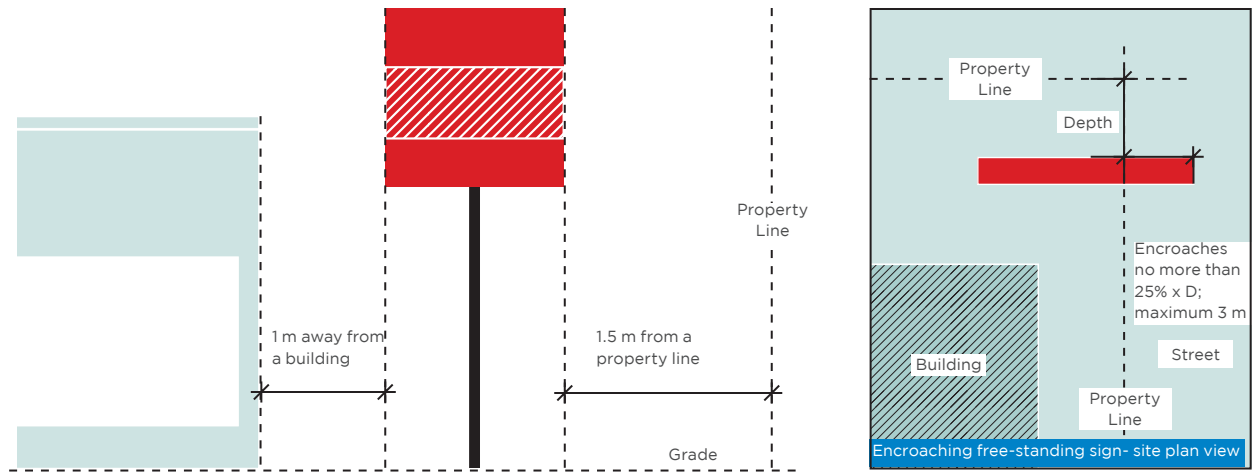 1 m away from
a building
1.5 m from a
property line
Property
Line
Grade
Property
Line
Depth
Encroaches
no more than
25% x D;
maximum 3 m
Street
Building
Property
Line
Encroaching free-standing sign- site plan view